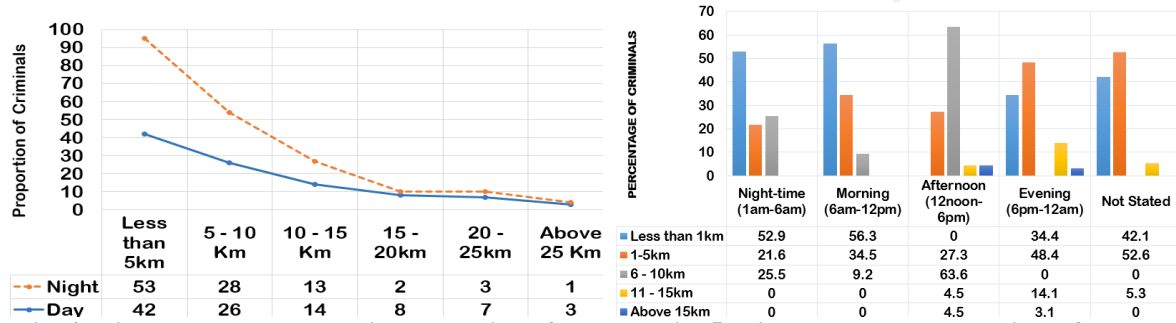 Proportion of Criminals
100
90
80
70
60
50
40
30
20
10
0
Less than 5km
5 - 10 Km
10 - 15 Km
15 - 20km
20 - 25km
Above 25 Km
Night 53 28 13 2 3 1
Day 42 26 14 8 7 3
PERCENTAGE OF CRIMINALS
70
60
50
40
30
20
10
0
Night-time (1am-6am)
Morning (6am-12pm)
Afternoon (12noon-6pm)
Evening (6pm-12am)
Not Stated
Less than 1km 52.9 56.3 0 34.4 42.1
1-5km 21.6 34.5 27.3 48.4 52.6
6 - 10km 25.5 9.2 63.6 0 0
11 - 15km 0 0 4.5 14.1 5.3
Above 15km 0 0 4.5 3.1 0